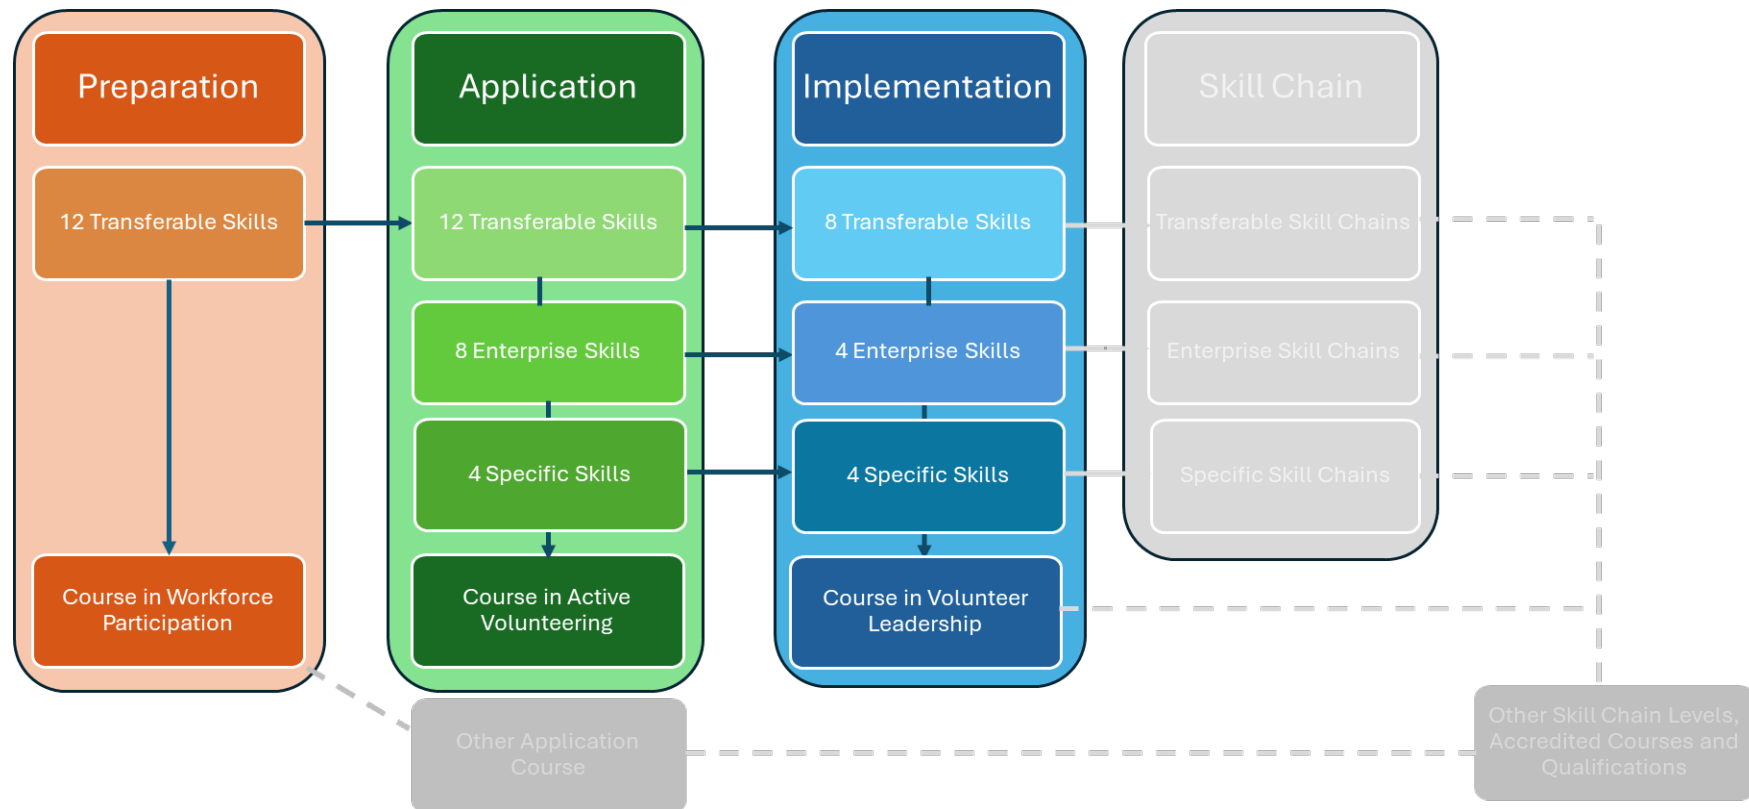 Preparation
12 Transferable Skills
Course in Workforce
Participation
Application
12 Transferable Skills
8 Enterprise Skills
4 Specific Skills
Course in Active
Volunteering
Implementation
8 Transferable Skills
4 Enterprise Skills
4 Specific Skills
Course in Volunteer
Leadership
Skill Chain
Transferable Skill Chains
Enterprise Skill Chains
Specific Skill Chains
Other Application
Course
Other Skill Chain Levels,
Accredited Courses and
Qualifications